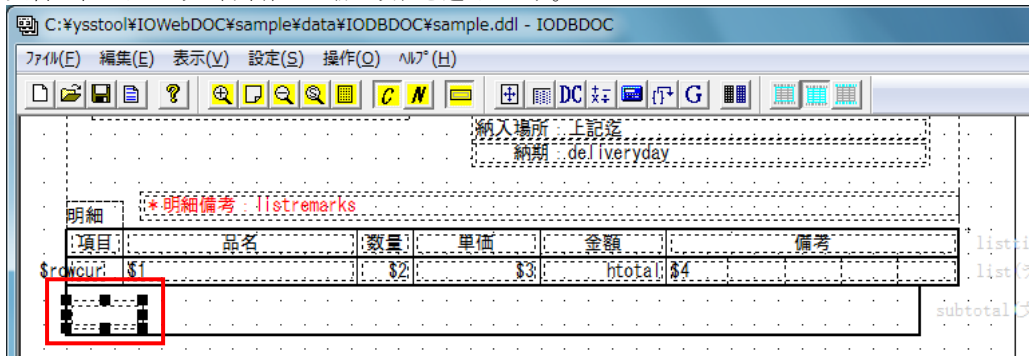 C:¥ysstool¥IOWebDOC¥sample¥data¥IODBDOC¥sample.ddl - IODBDOC
ﾌｧｲﾙ(F) 編集(E) 表示(V) 設定(S) 操作(O) ﾍﾙﾌﾟ(H)
C N DC G
納入場所：上記迄
納期：deliveryday
*明細備考：listremarks
明細
項目 品名 数量 単価 金額 備考
$rowcur $1 $2 $3 htotal $4